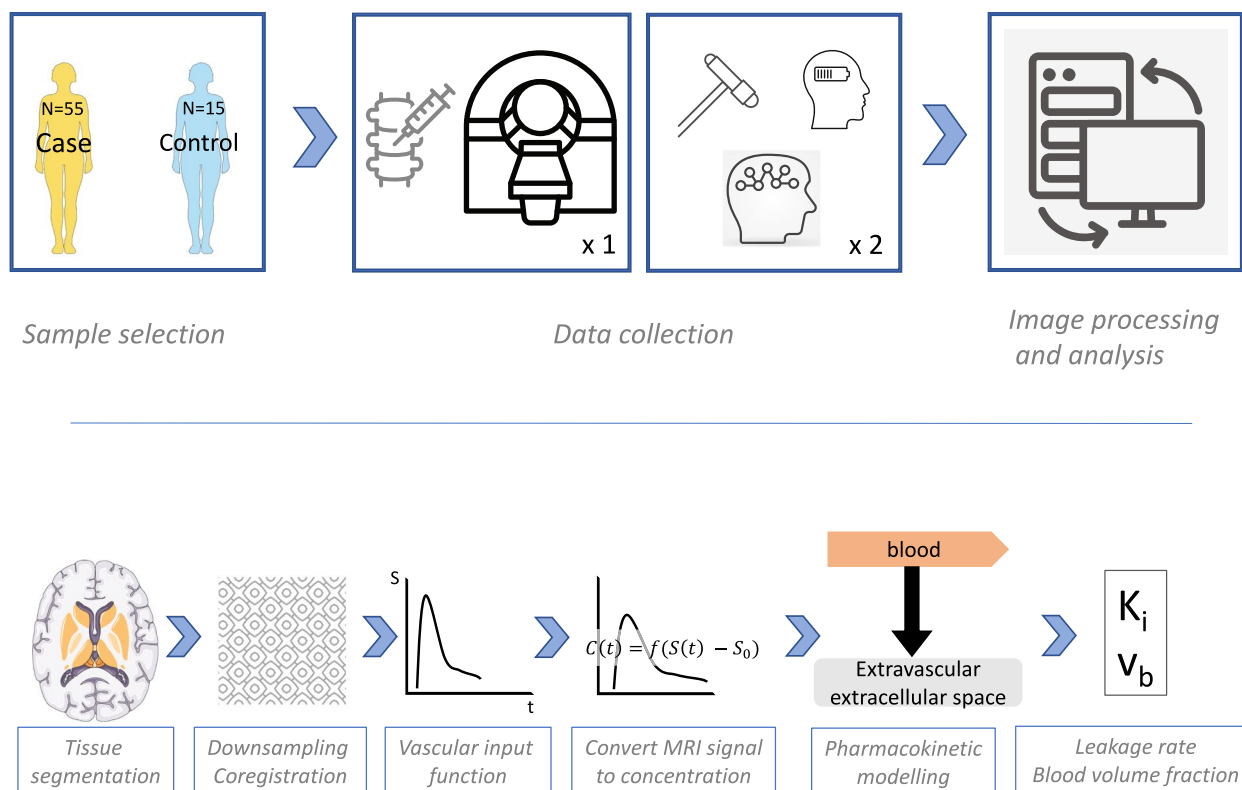 N=55
Case
N=15
Control
x 1
x 2
Sample selection
Data collection
Image processing
and analysis
S
t
C(t) = f(S(t) − S₀)
blood
Extravascular
extracellular space
Kᵢ
v_b
Tissue
segmentation
Downsampling
Coregistration
Vascular input
function
Convert MRI signal
to concentration
Pharmacokinetic
modelling
Leakage rate
Blood volume fraction